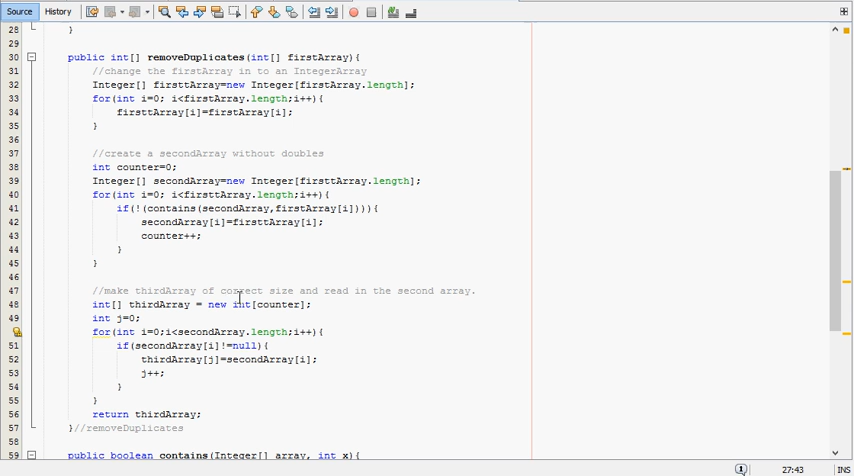 Source History
28 }
29
30 public int[] removeDuplicates(int[] firstArray){
31 //change the firstArray in to an IntegerArray
32 Integer[] firsttArray=new Integer[firstArray.length];
33 for(int i=0; i<firstArray.length;i++){
34 firsttArray[i]=firstArray[i];
35 }
36
37 //create a secondArray without doubles
38 int counter=0;
39 Integer[] secondArray=new Integer[firsttArray.length];
40 for(int i=0; i<firsttArray.length;i++){
41 if(!(contains(secondArray,firstArray[i]))){
42 secondArray[i]=firsttArray[i];
43 counter++;
44 }
45 }
46
47 //make thirdArray of correct size and read in the second array.
48 int[] thirdArray = new int[counter];
49 int j=0;
for(int i=0;i<secondArray.length;i++){
51 if(secondArray[i]!=null){
52 thirdArray[j]=secondArray[i];
53 j++;
54 }
55 }
56 return thirdArray;
57 }//removeDuplicates
58
59 public boolean contains(Integer[] array, int x){
27:43 INS